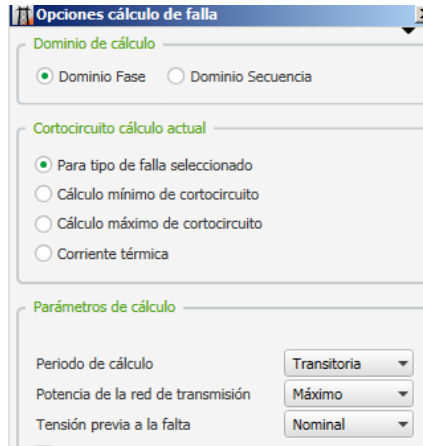 Opciones cálculo de falla
Dominio de cálculo
Dominio Fase Dominio Secuencia
Cortocircuito cálculo actual
Para tipo de falla seleccionado
Cálculo mínimo de cortocircuito
Cálculo máximo de cortocircuito
Corriente térmica
Parámetros de cálculo
Periodo de cálculo Transitoria
Potencia de la red de transmisión Máximo
Tensión previa a la falta Nominal